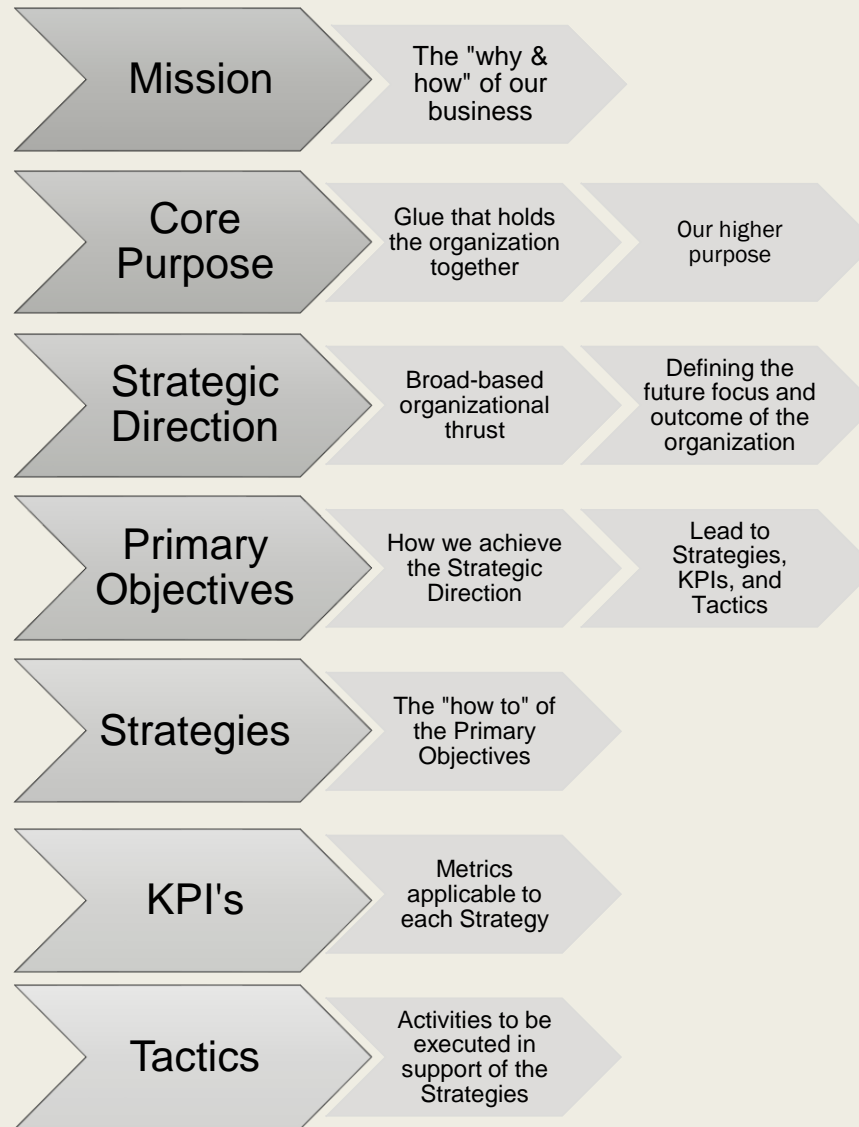 Mission
The "why &
how" of our
business
Core
Purpose
Glue that holds
the organization
together
Our higher
purpose
Strategic
Direction
Broad-based
organizational
thrust
Defining the
future focus and
outcome of the
organization
Primary
Objectives
How we achieve
the Strategic
Direction
Lead to
Strategies,
KPIs, and
Tactics
Strategies
The "how to" of
the Primary
Objectives
KPI's
Metrics
applicable to
each Strategy
Tactics
Activities to be
executed in
support of the
Strategies